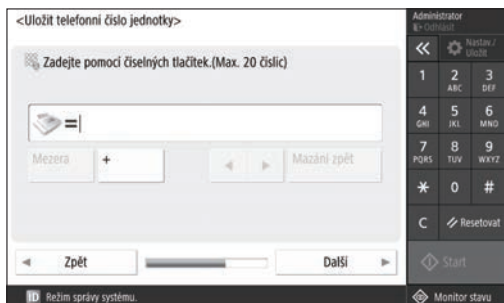 <Uložit telefonní číslo jednotky>
Zadejte pomocí číselných tlačítek.(Max. 20 číslic)
=
Mezera
+
◄
►
Mazání zpět
◄ Zpět
Další ►
ID Režim správy systému.
Administrator
Odhlásit
« Nastav./
Uložit
1 2 3
ABC DEF
4 5 6
GHI JKL MNO
7 8 9
PQRS TUV WXYZ
* 0 #
C Resetovat
Start
Monitor stavu